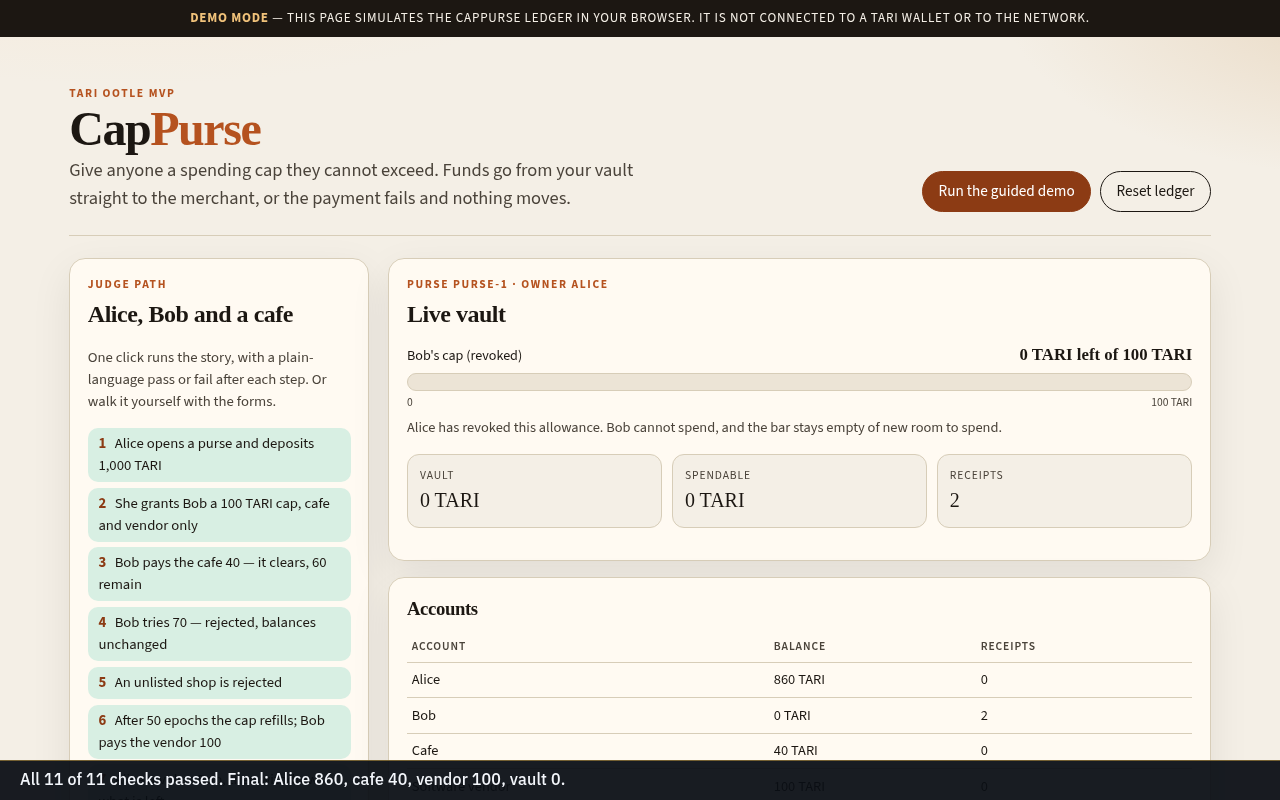 DEMO MODE — THIS PAGE SIMULATES THE CAPPURSE LEDGER IN YOUR BROWSER. IT IS NOT CONNECTED TO A TARI WALLET OR TO THE NETWORK.
TARI OOTLE MVP
CapPurse
Give anyone a spending cap they cannot exceed. Funds go from your vault
straight to the merchant, or the payment fails and nothing moves.
Run the guided demo
Reset ledger
JUDGE PATH
Alice, Bob and a cafe
One click runs the story, with a plain-
language pass or fail after each step. Or
walk it yourself with the forms.
1 Alice opens a purse and deposits
1,000 TARI
2 She grants Bob a 100 TARI cap, cafe
and vendor only
3 Bob pays the cafe 40 — it clears, 60
remain
4 Bob tries 70 — rejected, balances
unchanged
5 An unlisted shop is rejected
6 After 50 epochs the cap refills; Bob
pays the vendor 100
PURSE PURSE-1 · OWNER ALICE
Live vault
Bob's cap (revoked)
0 TARI left of 100 TARI
0
100 TARI
Alice has revoked this allowance. Bob cannot spend, and the bar stays empty of new room to spend.
VAULT
0 TARI
SPENDABLE
0 TARI
RECEIPTS
2
Accounts
ACCOUNT BALANCE RECEIPTS
Alice 860 TARI 0
Bob 0 TARI 2
Cafe 40 TARI 0
Software vendor 100 TARI 0
All 11 of 11 checks passed. Final: Alice 860, cafe 40, vendor 100, vault 0.